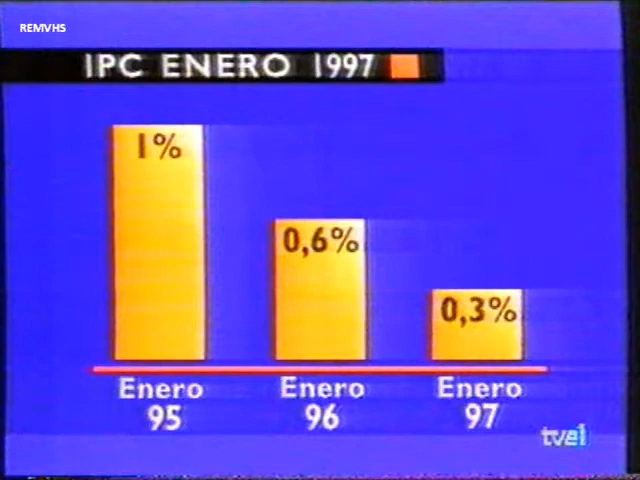 REMVHS
IPC ENERO 1997
1%
0,6%
0,3%
Enero
95
Enero
96
Enero
97
tve1